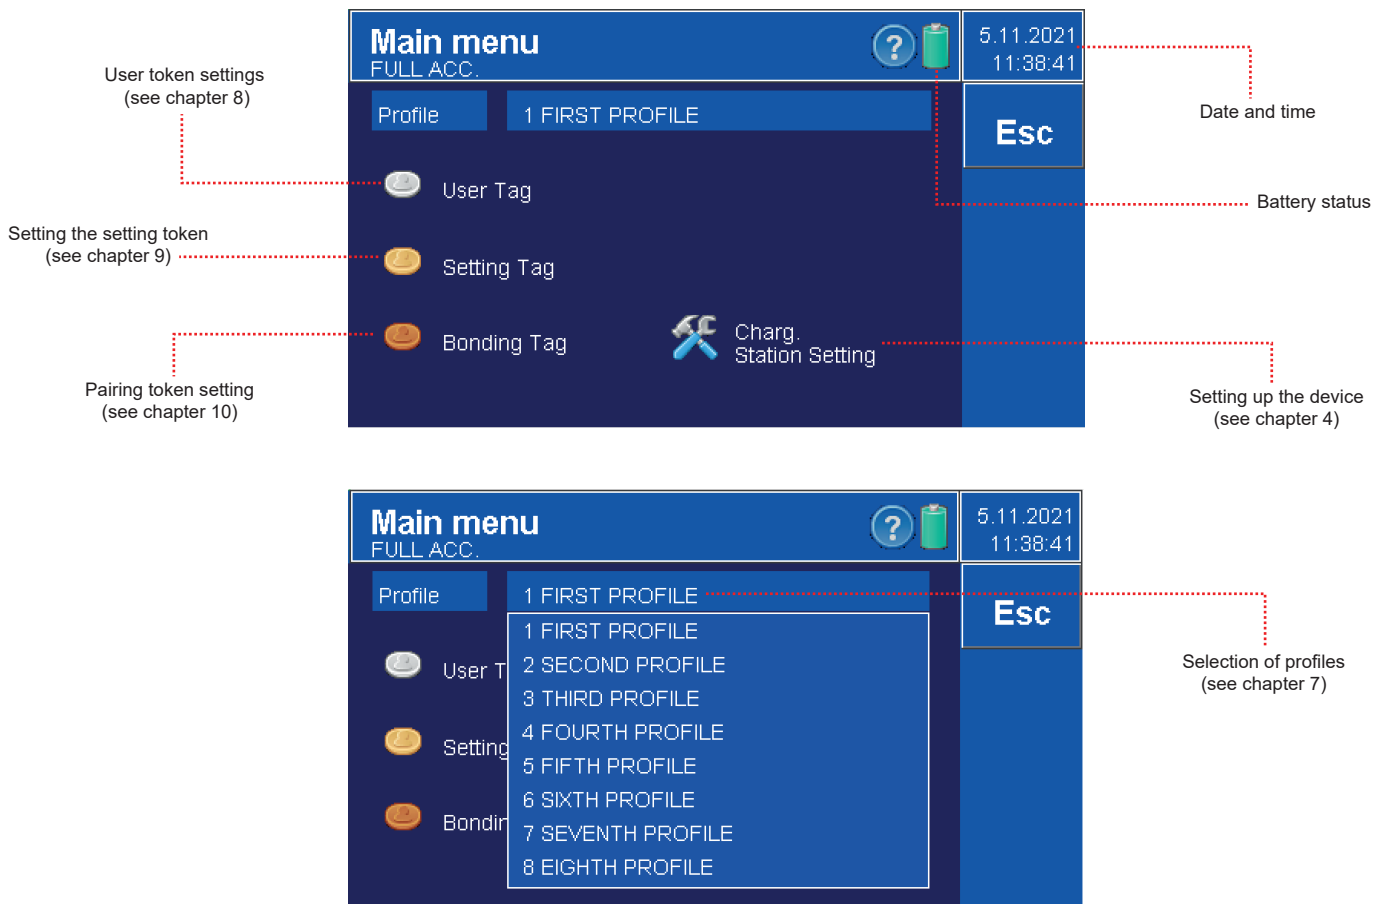 Main menu
FULL ACC.
?
5.11.2021
11:38:41
Profile
1 FIRST PROFILE
Esc
User Tag
Setting Tag
Bonding Tag
Charg.
Station Setting
User token settings
(see chapter 8)
Setting the setting token
(see chapter 9)
Pairing token setting
(see chapter 10)
Date and time
Battery status
Setting up the device
(see chapter 4)
Main menu
FULL ACC.
?
5.11.2021
11:38:41
Profile
1 FIRST PROFILE
Esc
1 FIRST PROFILE
2 SECOND PROFILE
3 THIRD PROFILE
4 FOURTH PROFILE
5 FIFTH PROFILE
6 SIXTH PROFILE
7 SEVENTH PROFILE
8 EIGHTH PROFILE
User T
Setting
Bondin
Selection of profiles
(see chapter 7)